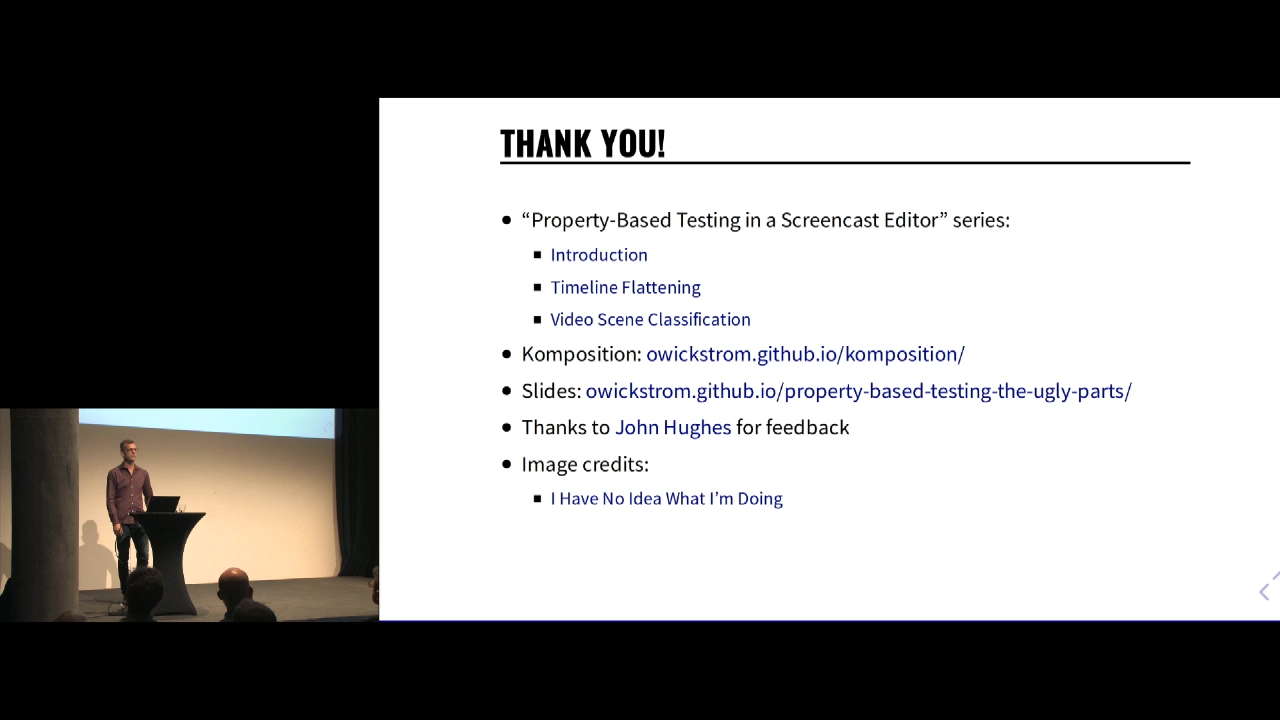 THANK YOU!
“Property-Based Testing in a Screencast Editor” series:
Introduction
Timeline Flattening
Video Scene Classification
Komposition: owickstrom.github.io/komposition/
Slides: owickstrom.github.io/property-based-testing-the-ugly-parts/
Thanks to John Hughes for feedback
Image credits:
I Have No Idea What I’m Doing